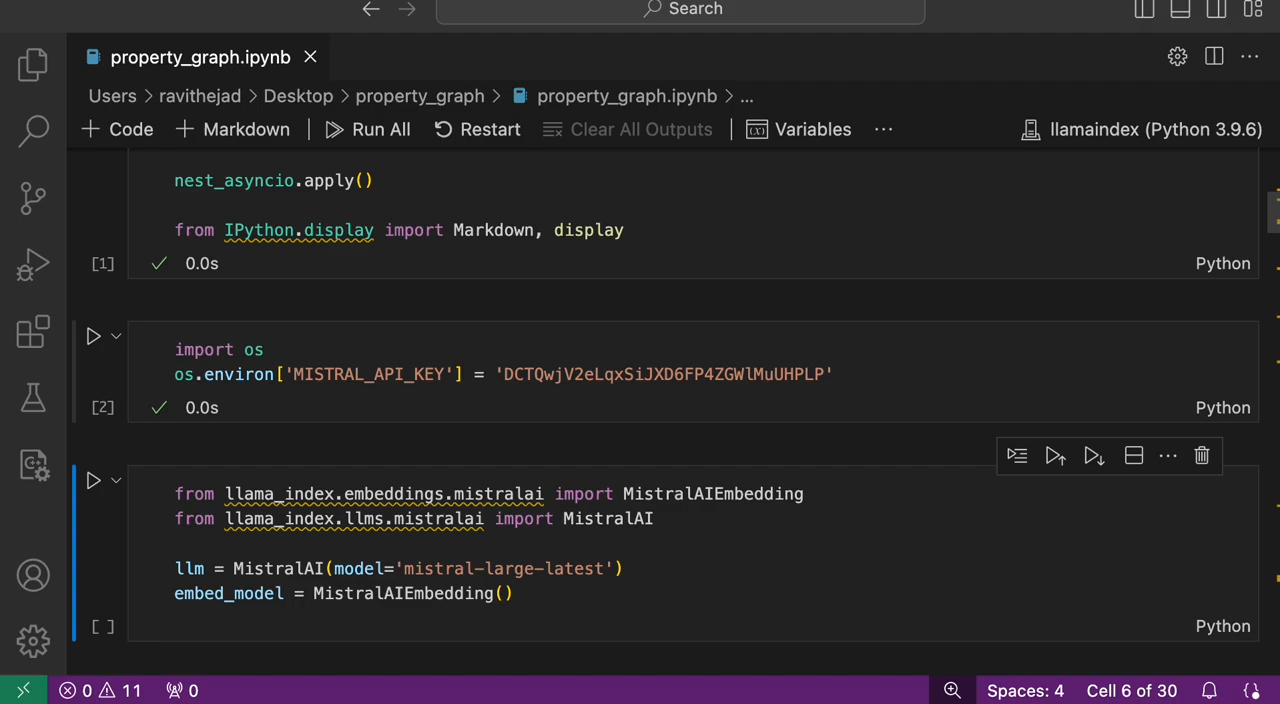 Search
property_graph.ipynb
Users > ravithejad > Desktop > property_graph > property_graph.ipynb > ...
+ Code + Markdown | Run All Restart Clear All Outputs | Variables ... llamaindex (Python 3.9.6)
nest_asyncio.apply()
from IPython.display import Markdown, display
[1] ✓ 0.0s Python
import os
os.environ['MISTRAL_API_KEY'] = 'DCTQwjV2eLqxSiJXD6FP4ZGWlMuUHPLP'
[2] ✓ 0.0s Python
from llama_index.embeddings.mistralai import MistralAIEmbedding
from llama_index.llms.mistralai import MistralAI
llm = MistralAI(model='mistral-large-latest')
embed_model = MistralAIEmbedding()
[ ] Python
0 11 0 Spaces: 4 Cell 6 of 30